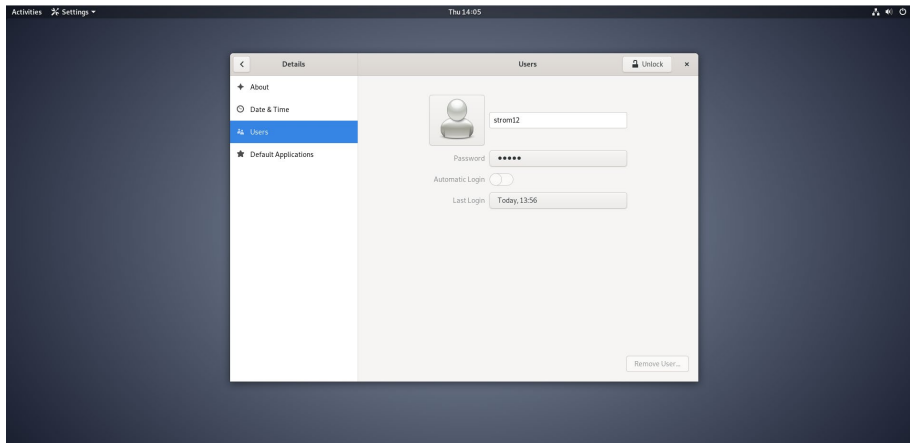 Activities Settings Thu 14:05
Details Users Unlock
About
Date & Time
Users
Default Applications
strom12
Password •••••
Automatic Login
Last Login Today, 13:56
Remove User...